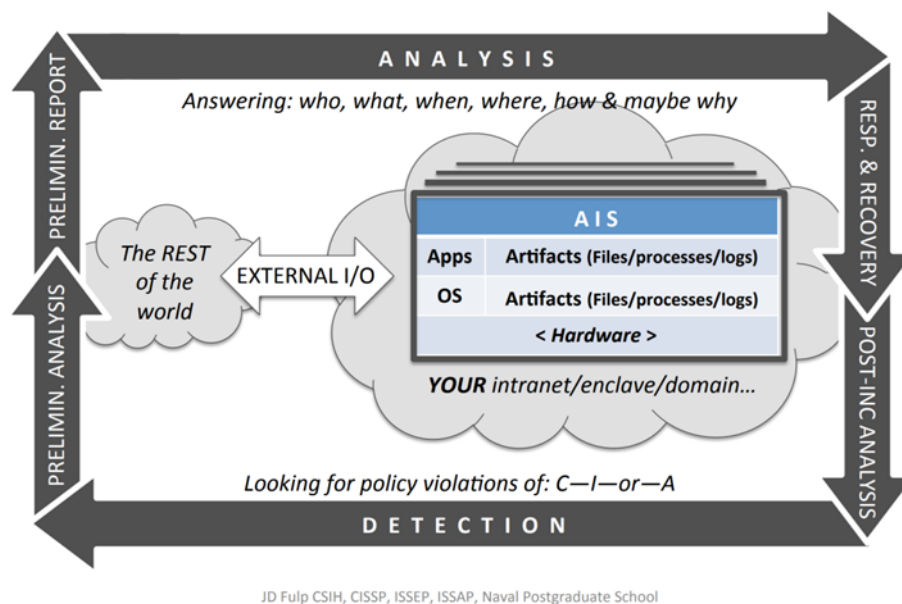 ANALYSIS
Answering: who, what, when, where, how & maybe why
PRELIMIN. REPORT
PRELIMIN. ANALYSIS
RESP. & RECOVERY
POST-INC ANALYSIS
The REST
of the
world
EXTERNAL I/O
AIS
Apps Artifacts (Files/processes/logs)
OS Artifacts (Files/processes/logs)
< Hardware >
YOUR intranet/enclave/domain...
Looking for policy violations of: C—I—or—A
DETECTION
JD Fulp CSIH, CISSP, ISSEP, ISSAP, Naval Postgraduate School